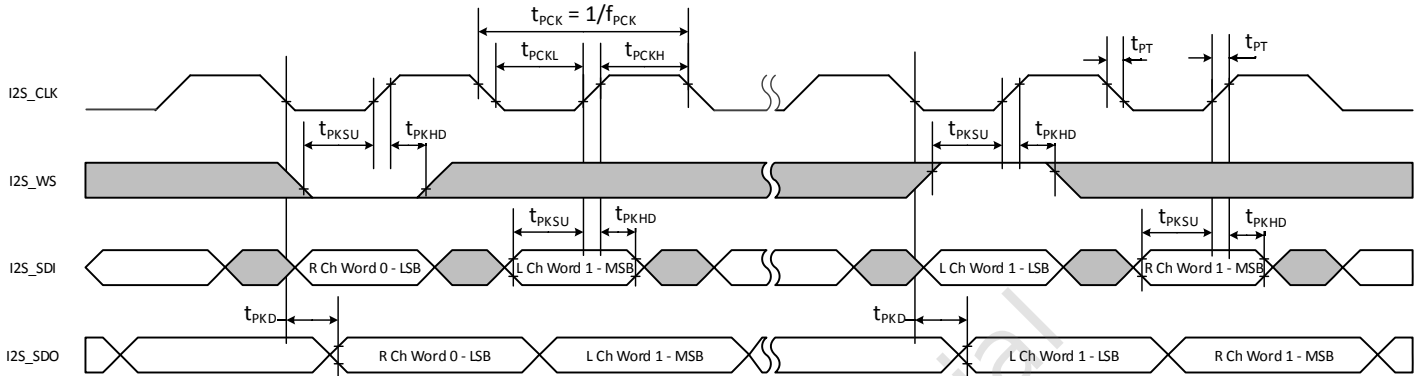 tPCK = 1/fPCK
tPCKL
tPCKH
tPT
tPT
I2S_CLK
tPKSU
tPKHD
tPKSU
tPKHD
I2S_WS
tPKSU
tPKHD
tPKSU
tPKHD
I2S_SDI
R Ch Word 0 - LSB
L Ch Word 1 - MSB
L Ch Word 1 - LSB
R Ch Word 1 - MSB
tPKD
tPKD
I2S_SDO
R Ch Word 0 - LSB
L Ch Word 1 - MSB
L Ch Word 1 - LSB
R Ch Word 1 - MSB